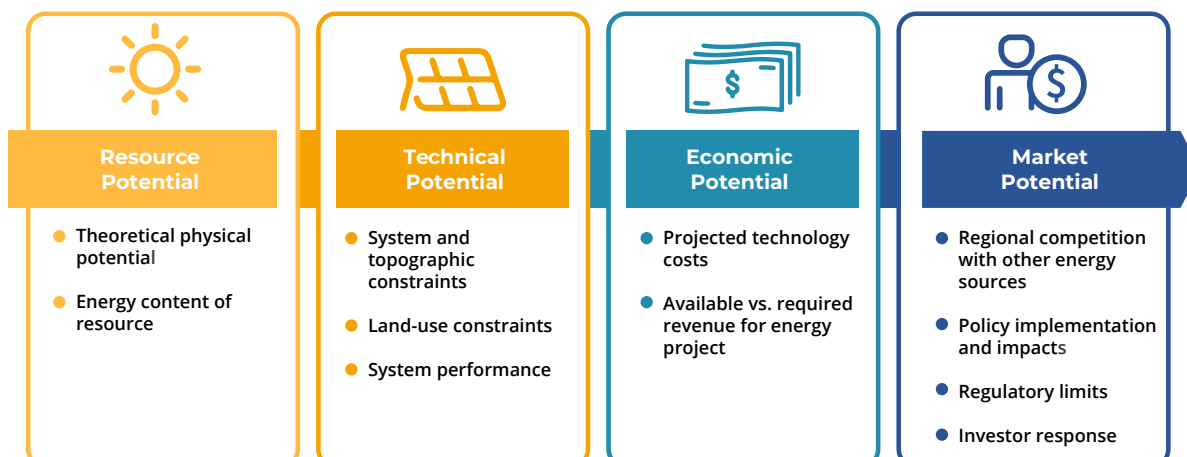 $
$
Resource
Potential
Technical
Potential
Economic
Potential
Market
Potential
Theoretical physical
potential
Energy content of
resource
System and
topographic
constraints
Land-use constraints
System performance
Projected technology
costs
Available vs. required
revenue for energy
project
Regional competition
with other energy
sources
Policy implementation
and impacts
Regulatory limits
Investor response